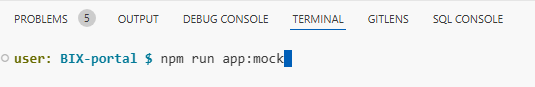 PROBLEMS 5 OUTPUT DEBUG CONSOLE TERMINAL GITLENS SQL CONSOLE
user: BIX-portal $ npm run app:mock